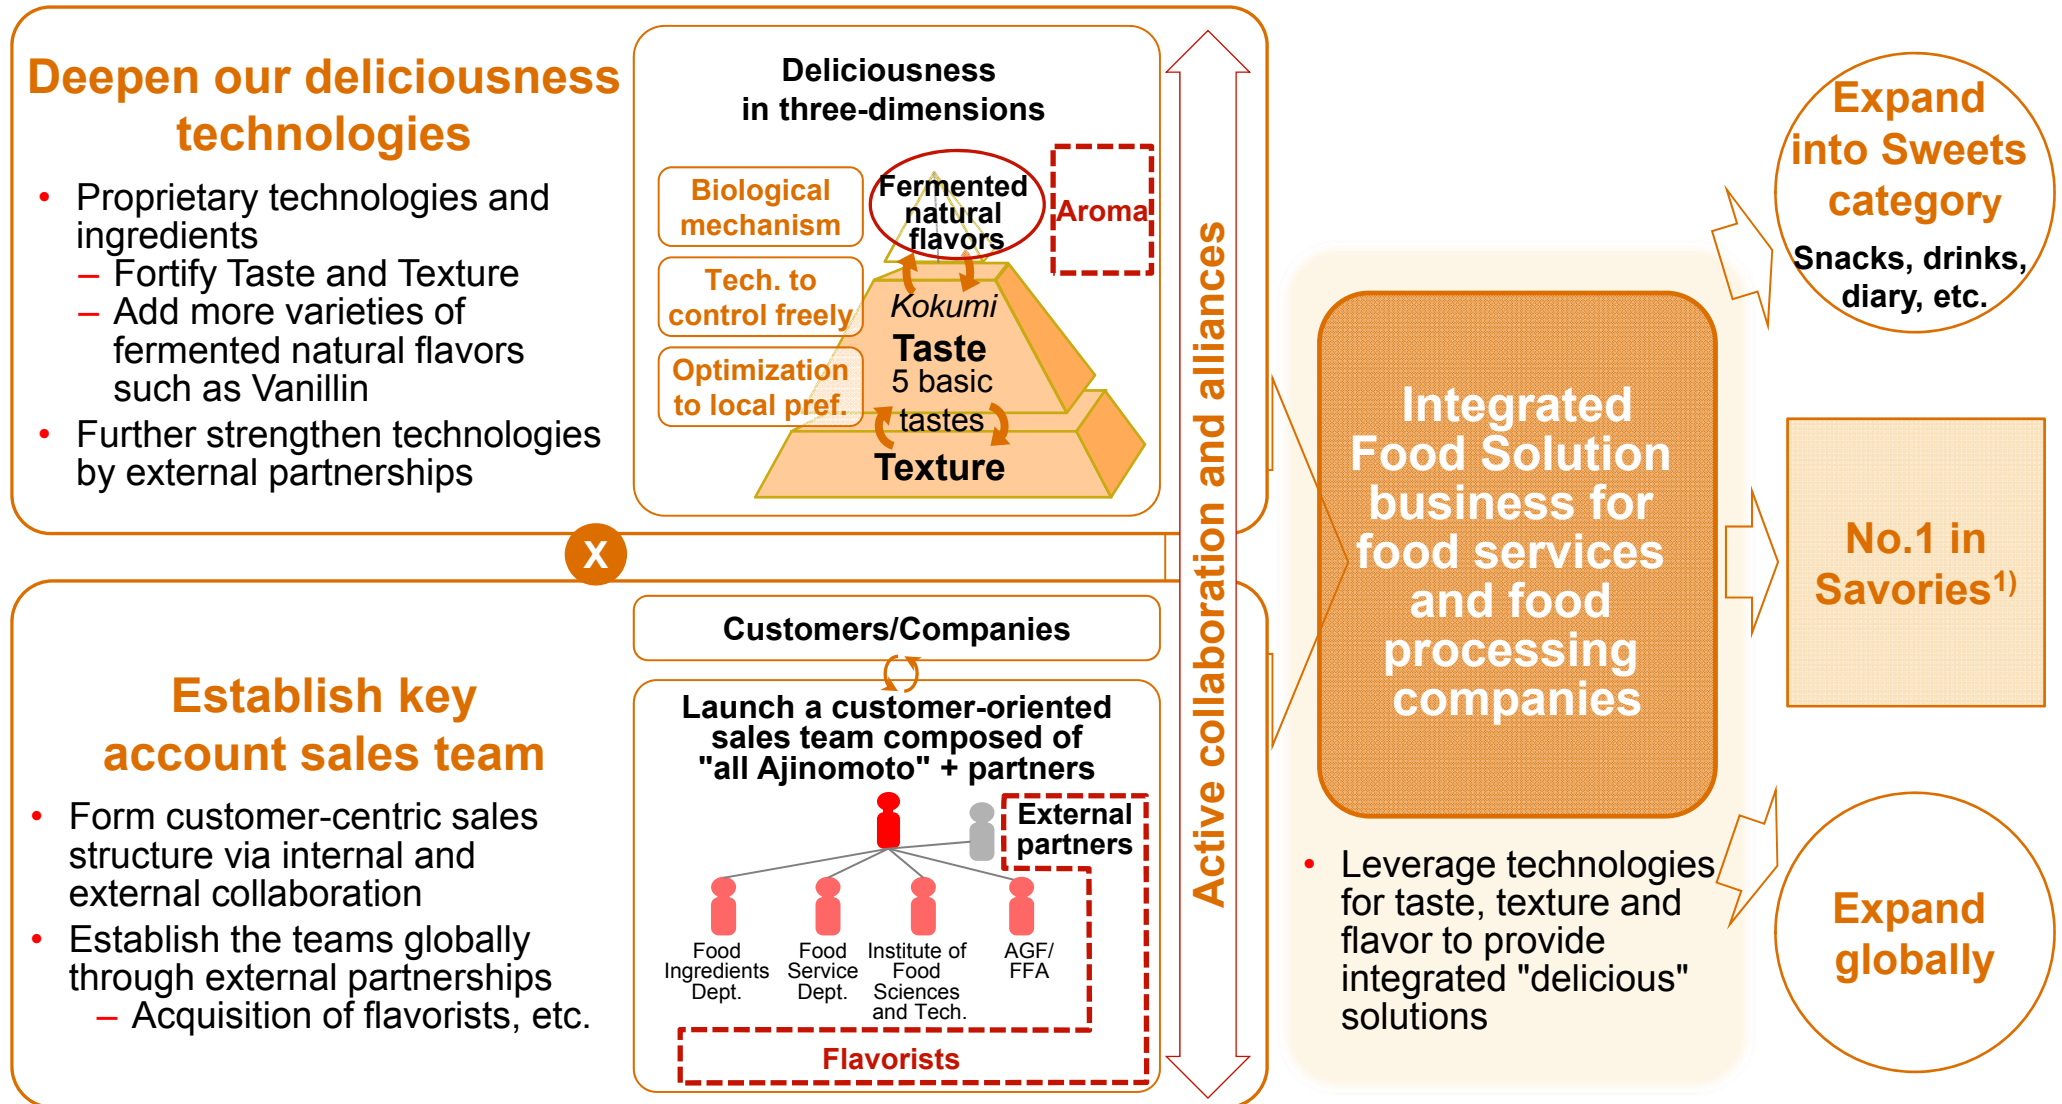 Deepen our deliciousness
technologies
• Proprietary technologies and
ingredients
– Fortify Taste and Texture
– Add more varieties of
fermented natural flavors
such as Vanillin
• Further strengthen technologies
by external partnerships
Deliciousness
in three-dimensions
Biological
mechanism
Tech. to
control freely
Optimization
to local pref.
Fermented
natural
flavors
Aroma
Kokumi
Taste
5 basic
tastes
Texture
X
Establish key
account sales team
• Form customer-centric sales
structure via internal and
external collaboration
• Establish the teams globally
through external partnerships
– Acquisition of flavorists, etc.
Customers/Companies
Launch a customer-oriented
sales team composed of
"all Ajinomoto" + partners
External
partners
Food
Ingredients
Dept.
Food
Service
Dept.
Institute of
Food
Sciences
and Tech.
AGF/
FFA
Flavorists
Active collaboration and alliances
Integrated
Food Solution
business for
food services
and food
processing
companies
• Leverage technologies
for taste, texture and
flavor to provide
integrated "delicious"
solutions
Expand
into Sweets
category
Snacks, drinks,
diary, etc.
No.1 in
Savories1)
Expand
globally